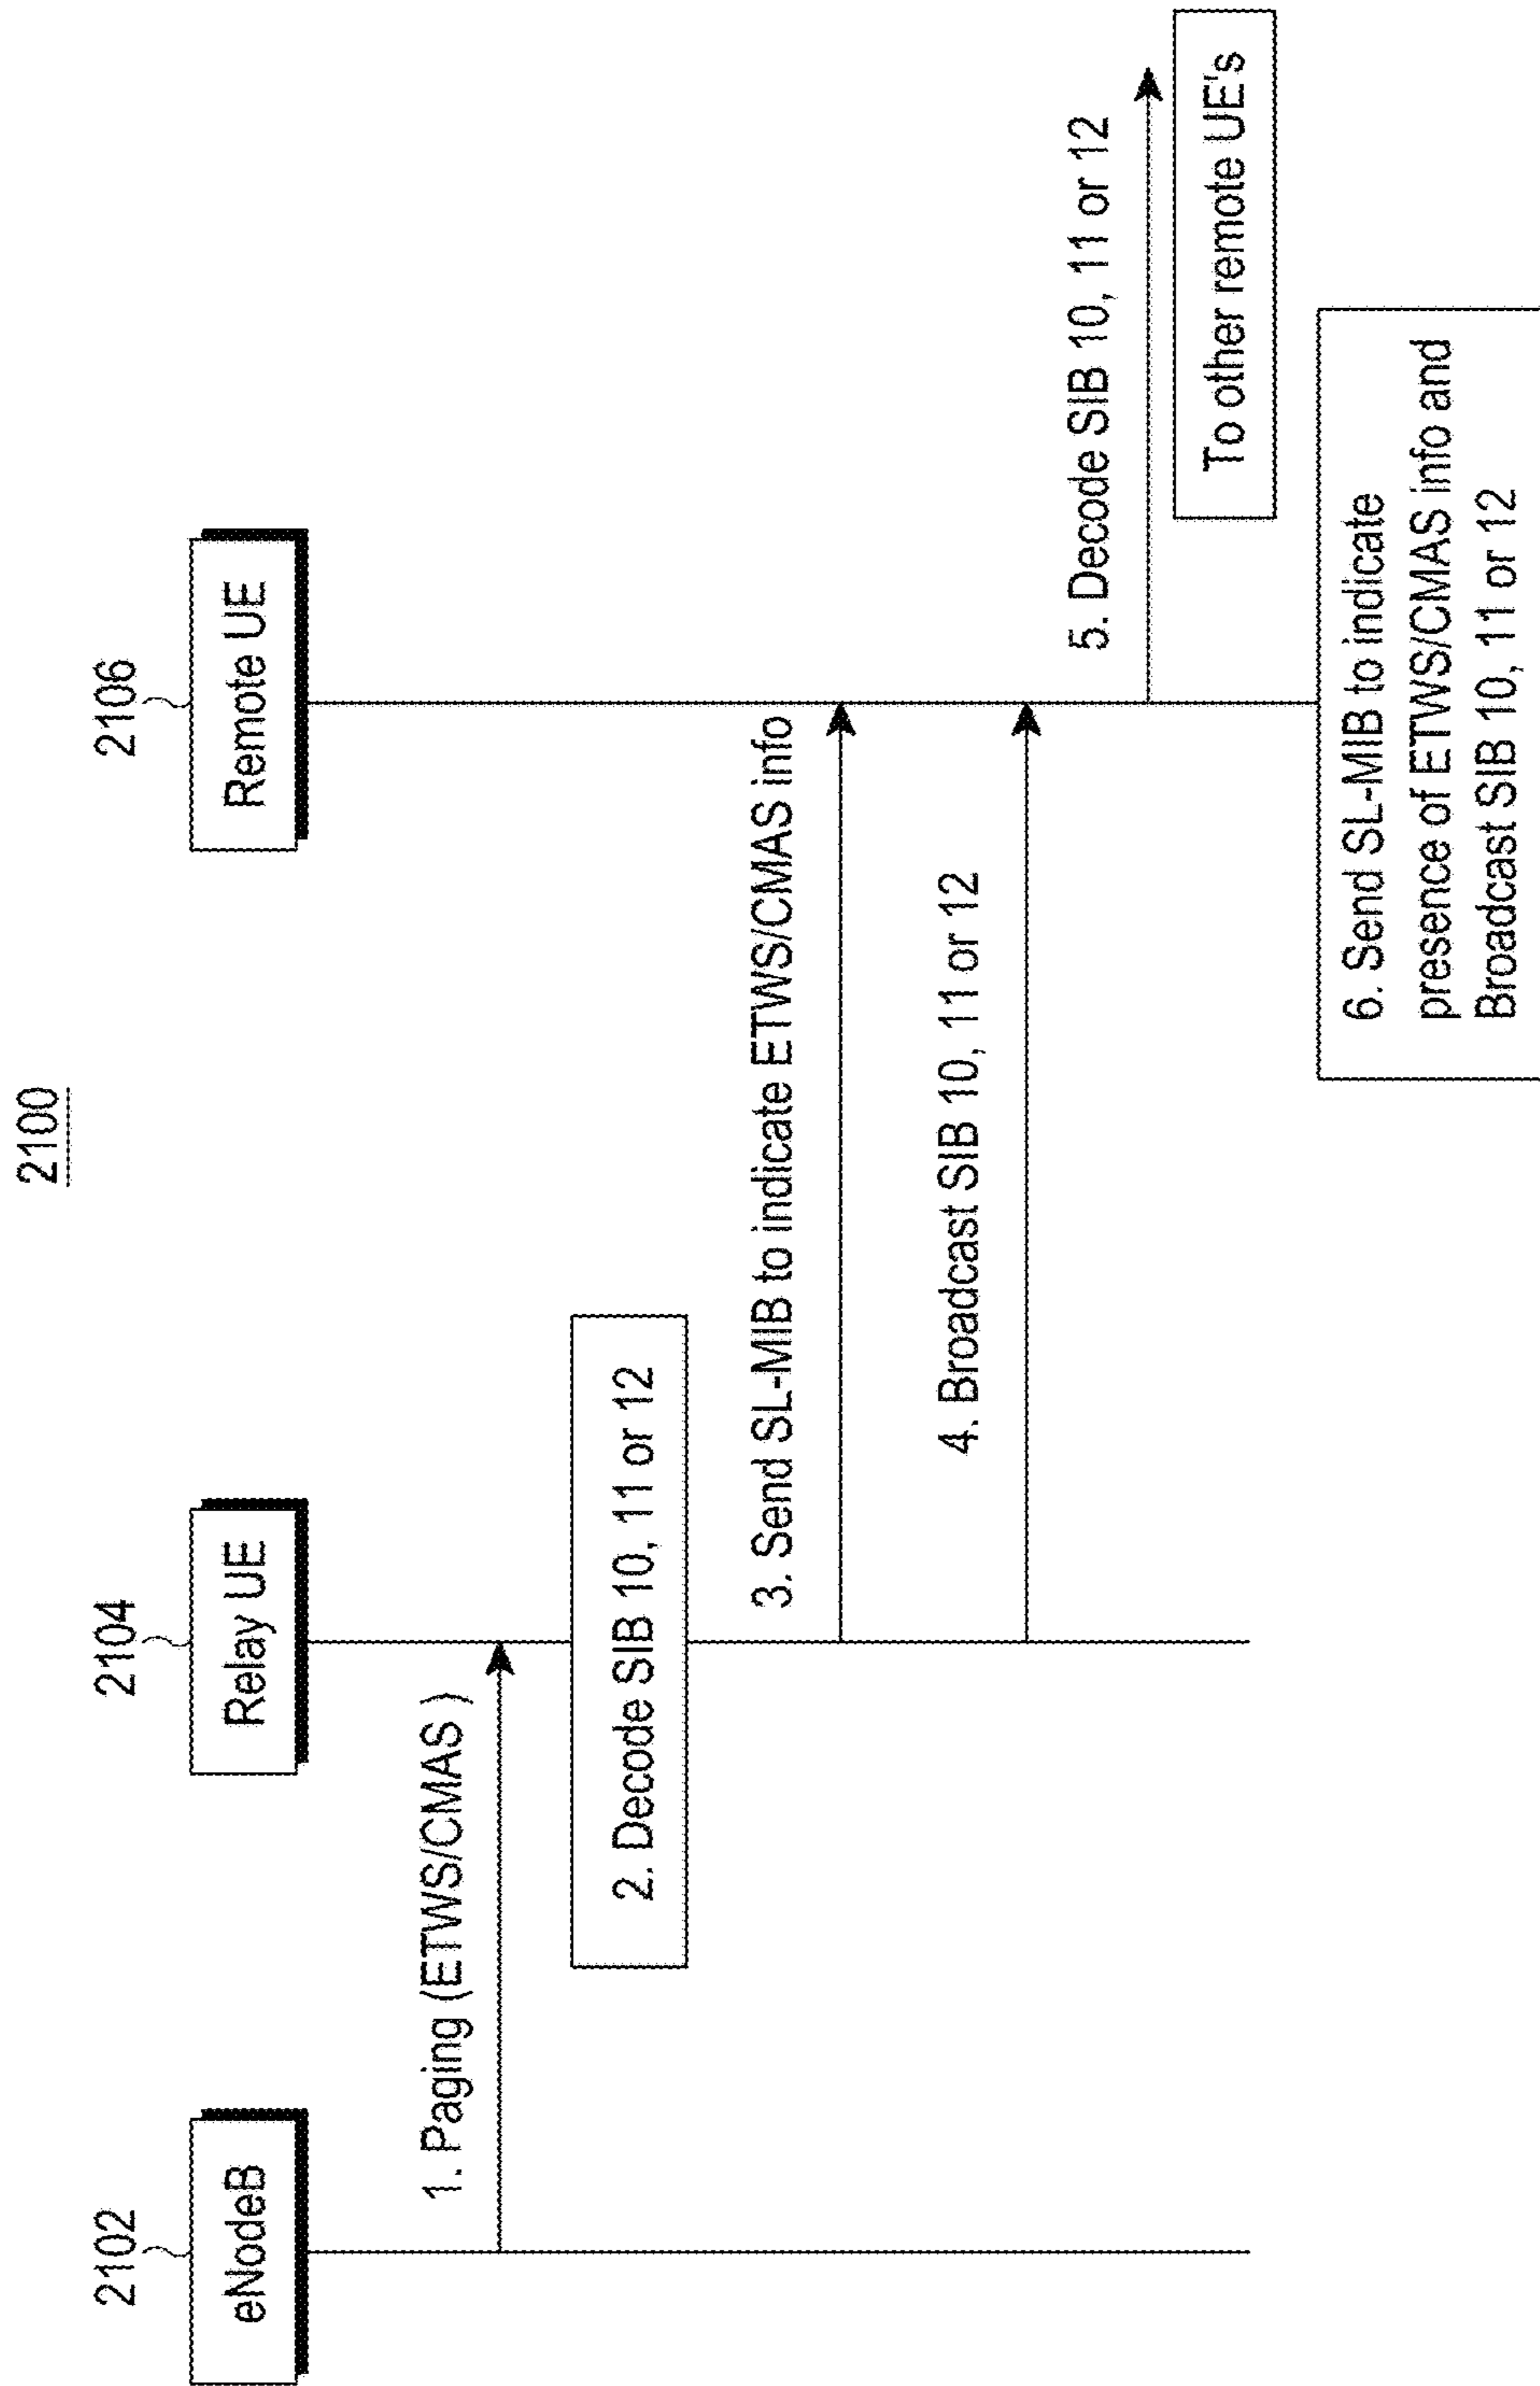 2100
2102
2104
2106
eNodeB
Relay UE
Remote UE
1. Paging (ETWS/CMAS )
2. Decode SIB 10, 11 or 12
3. Send SL-MIB to indicate ETWS/CMAS info
4. Broadcast SIB 10, 11 or 12
5. Decode SIB 10, 11 or 12
To other remote UE's
6. Send SL-MIB to indicate
presence of ETWS/CMAS info and
Broadcast SIB 10, 11 or 12